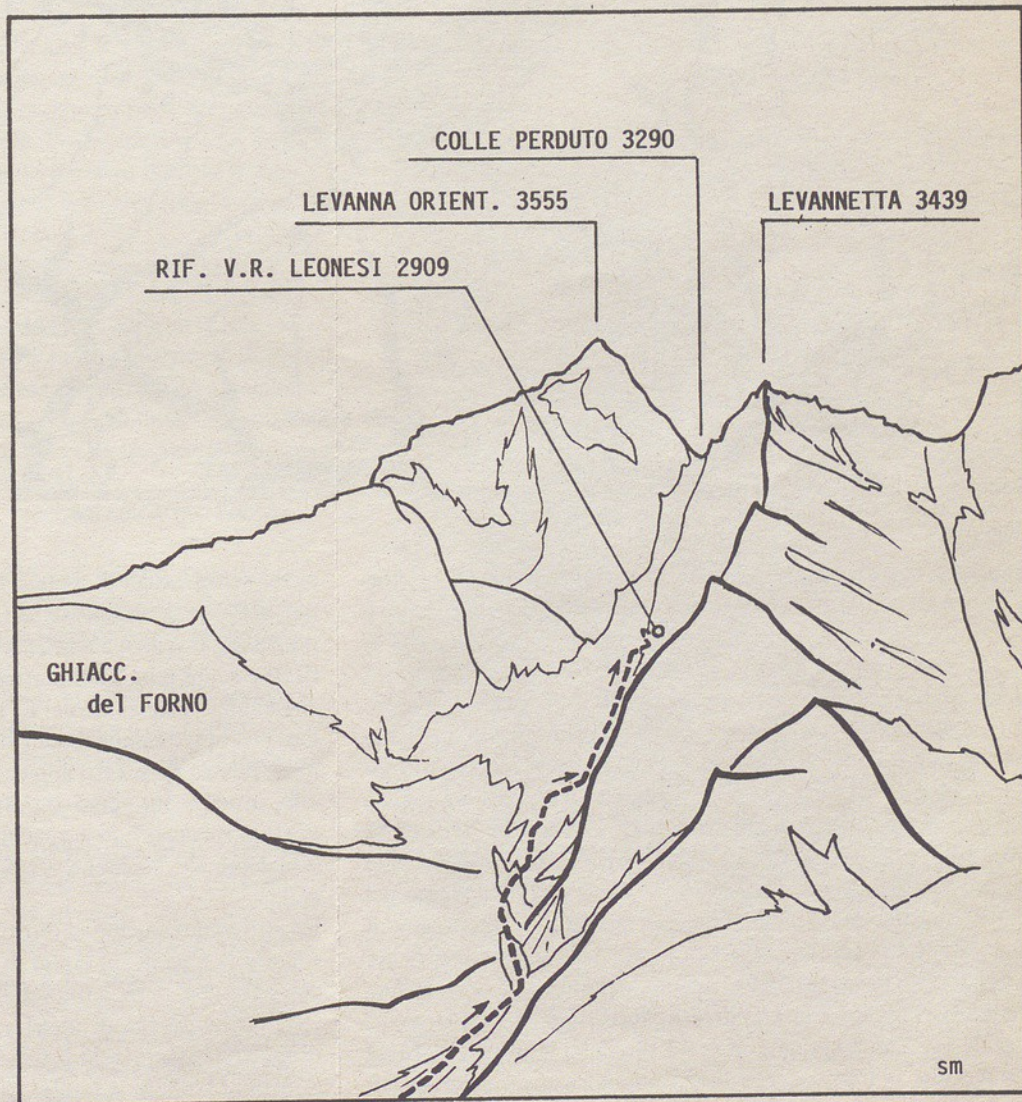 COLLE PERDUTO 3290
LEVANNA ORIENT. 3555
LEVANNETTA 3439
RIF. V.R. LEONESI 2909
GHIACC.
del FORNO
sm